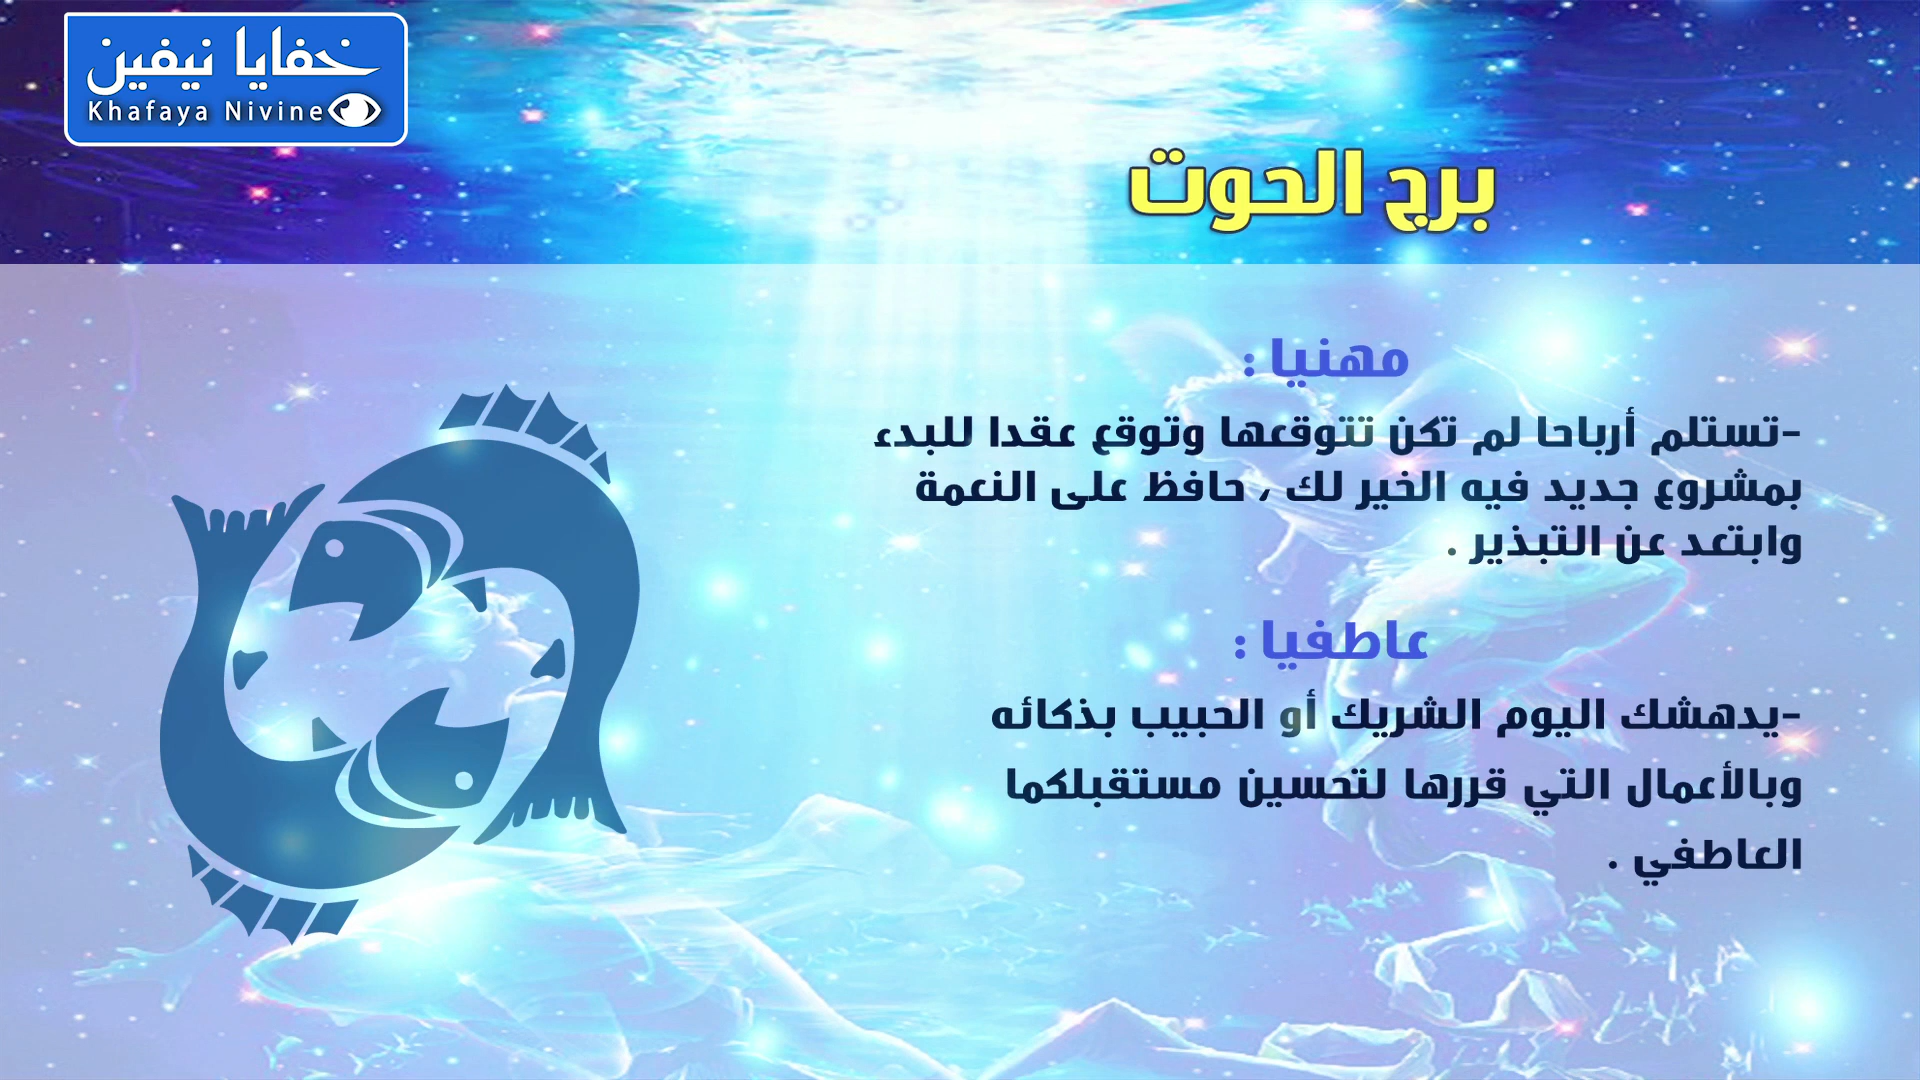 خفايا نيفين
Khafaya Nivine
برج الحوت
مهنيا :
-تستلم أرباحا لم تكن تتوقعها وتوقع عقدا للبدء
بمشروع جديد فيه الخير لك ، حافظ على النعمة
وابتعد عن التبذير .
عاطفيا :
-يدهشك اليوم الشريك أو الحبيب بذكائه
وبالأعمال التي قررها لتحسين مستقبلكما
العاطفي .